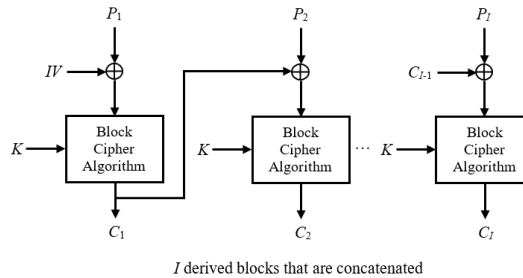 P1 P2 PI
IV CI-1
K Block Cipher Algorithm K Block Cipher Algorithm ... K Block Cipher Algorithm
C1 C2 CI
I derived blocks that are concatenated